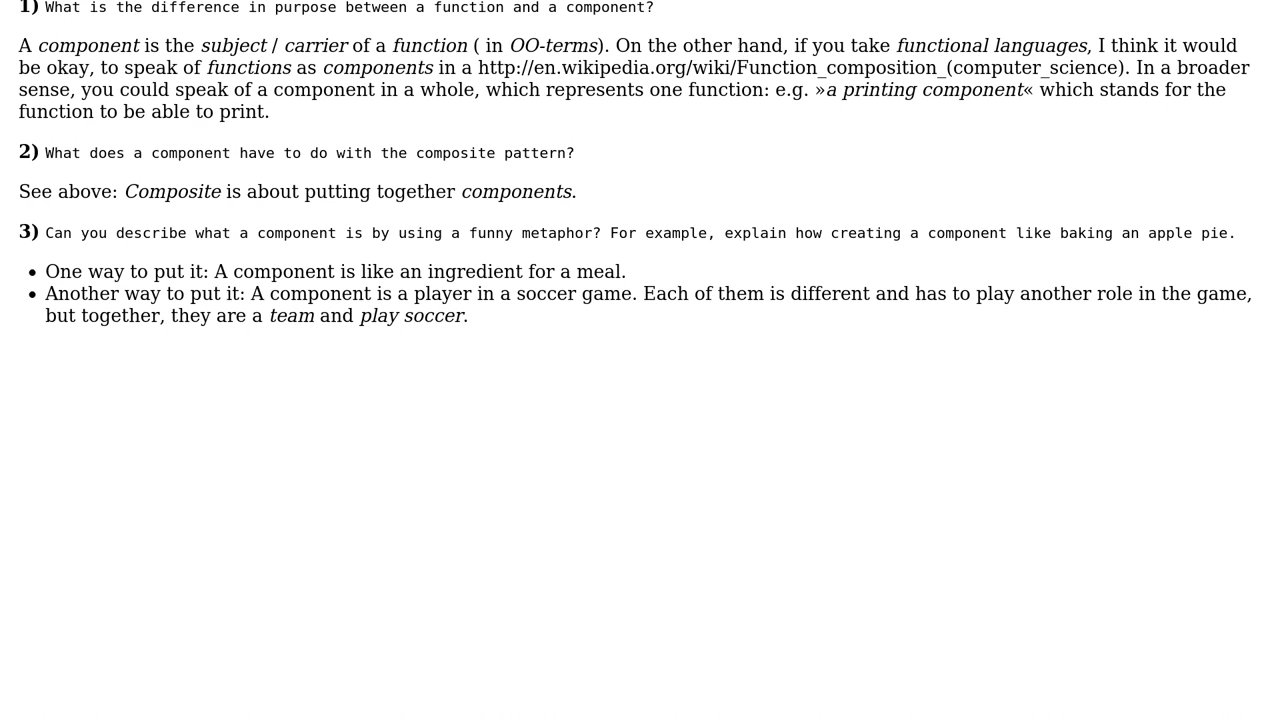 1) What is the difference in purpose between a function and a component?
A component is the subject / carrier of a function ( in OO-terms). On the other hand, if you take functional languages, I think it would
be okay, to speak of functions as components in a http://en.wikipedia.org/wiki/Function_composition_(computer_science). In a broader
sense, you could speak of a component in a whole, which represents one function: e.g. »a printing component« which stands for the
function to be able to print.
2) What does a component have to do with the composite pattern?
See above: Composite is about putting together components.
3) Can you describe what a component is by using a funny metaphor? For example, explain how creating a component like baking an apple pie.
• One way to put it: A component is like an ingredient for a meal.
• Another way to put it: A component is a player in a soccer game. Each of them is different and has to play another role in the game,
but together, they are a team and play soccer.